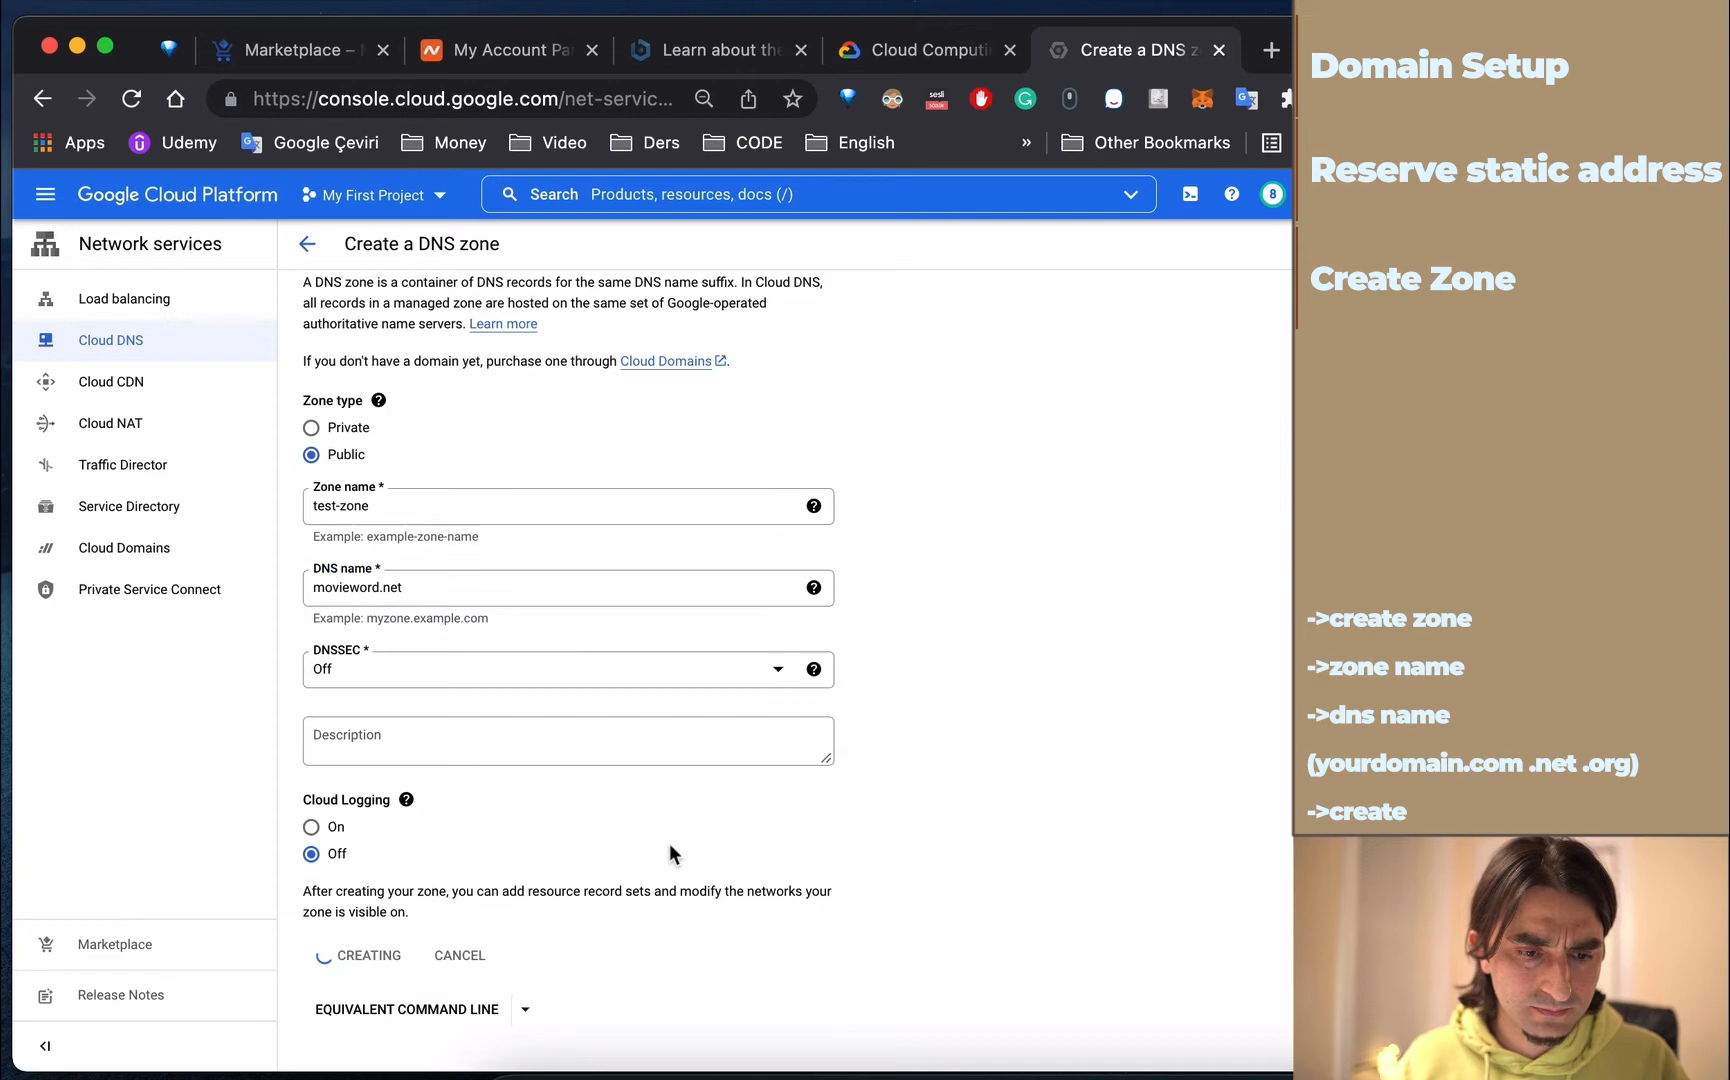 Marketplace –
My Account Pa
Learn about the
Cloud Computi
Create a DNS z
https://console.cloud.google.com/net-servic...
sesli
Apps
Udemy
Google Çeviri
Money
Video
Ders
CODE
English
»
Other Bookmarks
Google Cloud Platform
My First Project
Search Products, resources, docs (/)
8
Network services
Load balancing
Cloud DNS
Cloud CDN
Cloud NAT
Traffic Director
Service Directory
Cloud Domains
Private Service Connect
Marketplace
Release Notes
Create a DNS zone
A DNS zone is a container of DNS records for the same DNS name suffix. In Cloud DNS,
all records in a managed zone are hosted on the same set of Google-operated
authoritative name servers. Learn more
If you don't have a domain yet, purchase one through Cloud Domains.
Zone type
Private
Public
Zone name *
test-zone
Example: example-zone-name
DNS name *
movieword.net
Example: myzone.example.com
DNSSEC *
Off
Description
Cloud Logging
On
Off
After creating your zone, you can add resource record sets and modify the networks your
zone is visible on.
CREATING CANCEL
EQUIVALENT COMMAND LINE
Domain Setup
Reserve static address
Create Zone
->create zone
->zone name
->dns name
(yourdomain.com .net .org)
->create